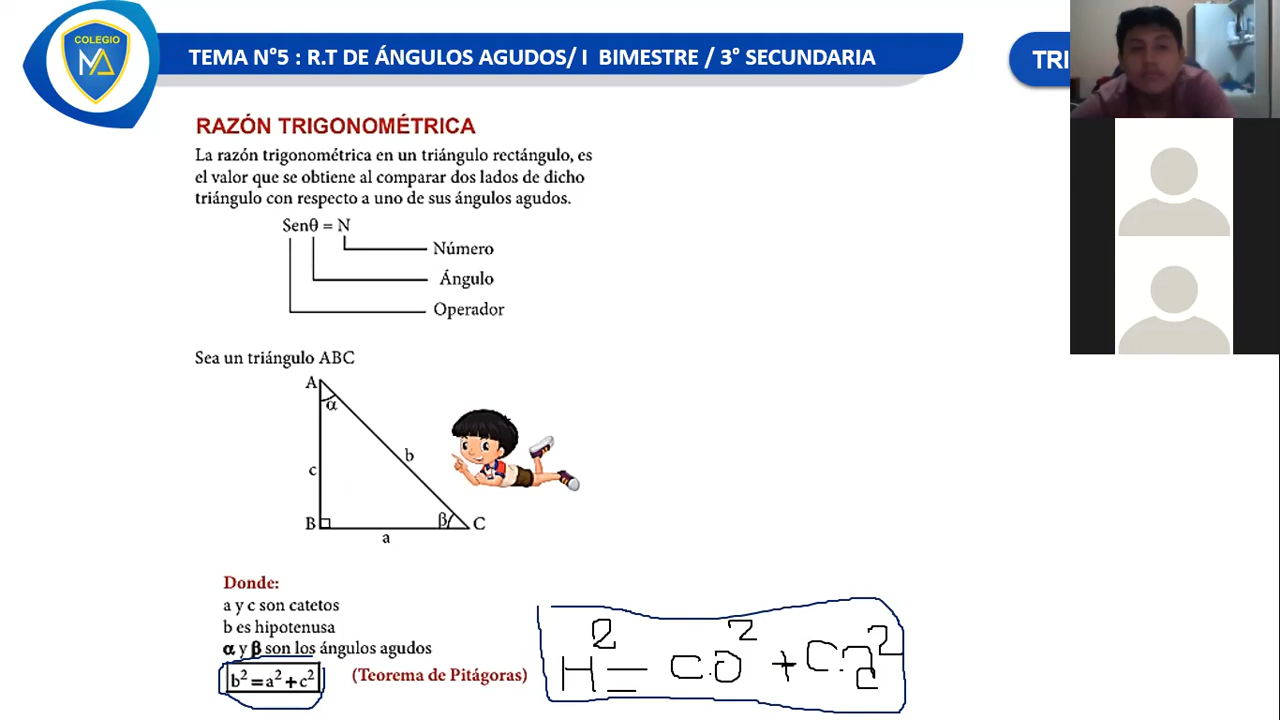 COLEGIO
MA
TEMA N°5 : R.T DE ÁNGULOS AGUDOS/ I BIMESTRE / 3° SECUNDARIA
TRI
RAZÓN TRIGONOMÉTRICA
La razón trigonométrica en un triángulo rectángulo, es
el valor que se obtiene al comparar dos lados de dicho
triángulo con respecto a uno de sus ángulos agudos.
Senθ = N
Número
Ángulo
Operador
Sea un triángulo ABC
A
α
b
c
B
β
C
a
Donde:
a y c son catetos
b es hipotenusa
α y β son los ángulos agudos
b² = a² + c² (Teorema de Pitágoras)
H² = C.O² + C.a²